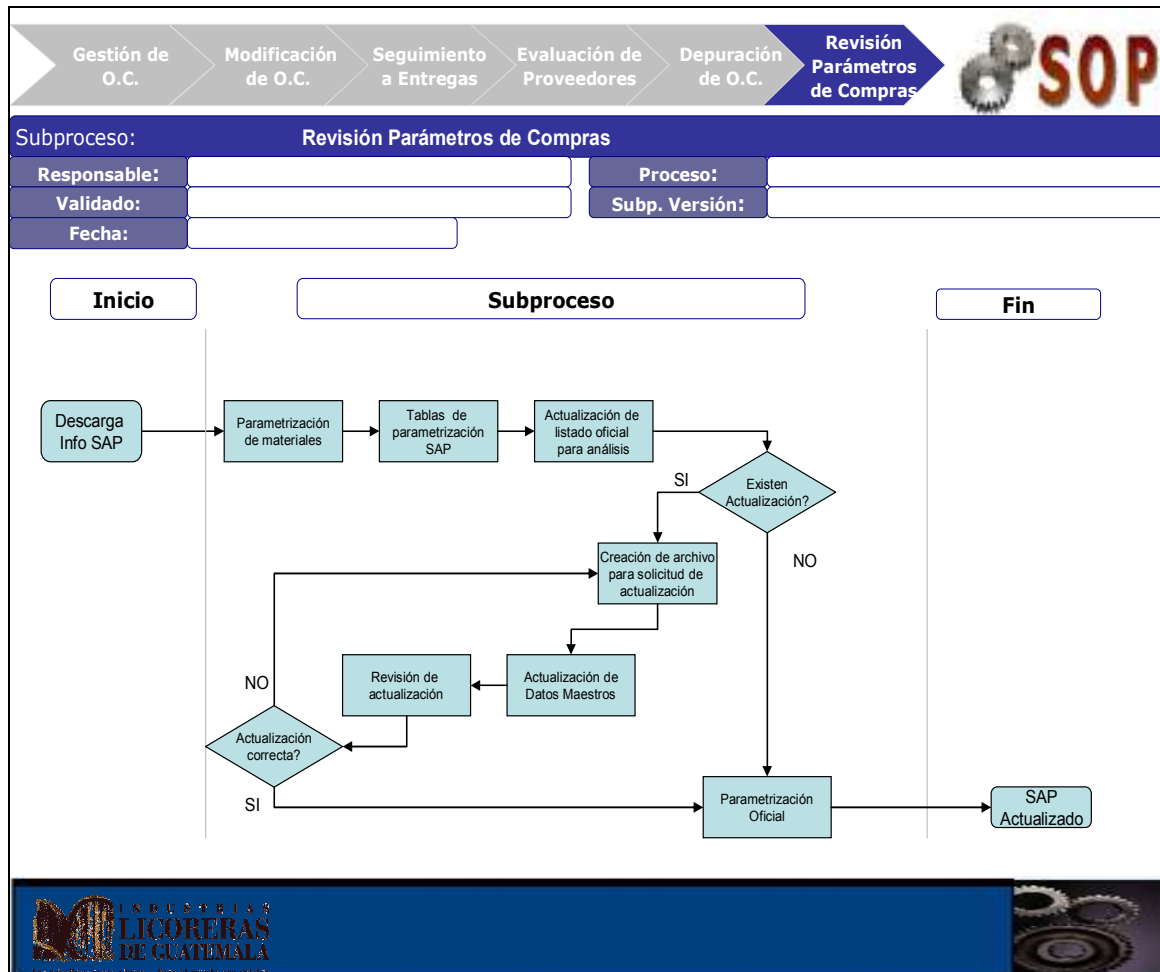 Gestión de
O.C.
Modificación
de O.C.
Seguimiento
a Entregas
Evaluación de
Proveedores
Depuración
de O.C.
Revisión
Parámetros
de Compras
SOP
Subproceso: Revisión Parámetros de Compras
Responsable: Proceso:
Validado: Subp. Versión:
Fecha:
Inicio Subproceso Fin
Descarga
Info SAP
Parametrización
de materiales
Tablas de
parametrización
SAP
Actualización de
listado oficial
para análisis
Existen
Actualización?
SI
NO
Creación de archivo
para solicitud de
actualización
Actualización de
Datos Maestros
Revisión de
actualización
NO
Actualización
correcta?
SI
Parametrización
Oficial
SAP
Actualizado
INDUSTRIAS
LICORERAS
DE GUATEMALA